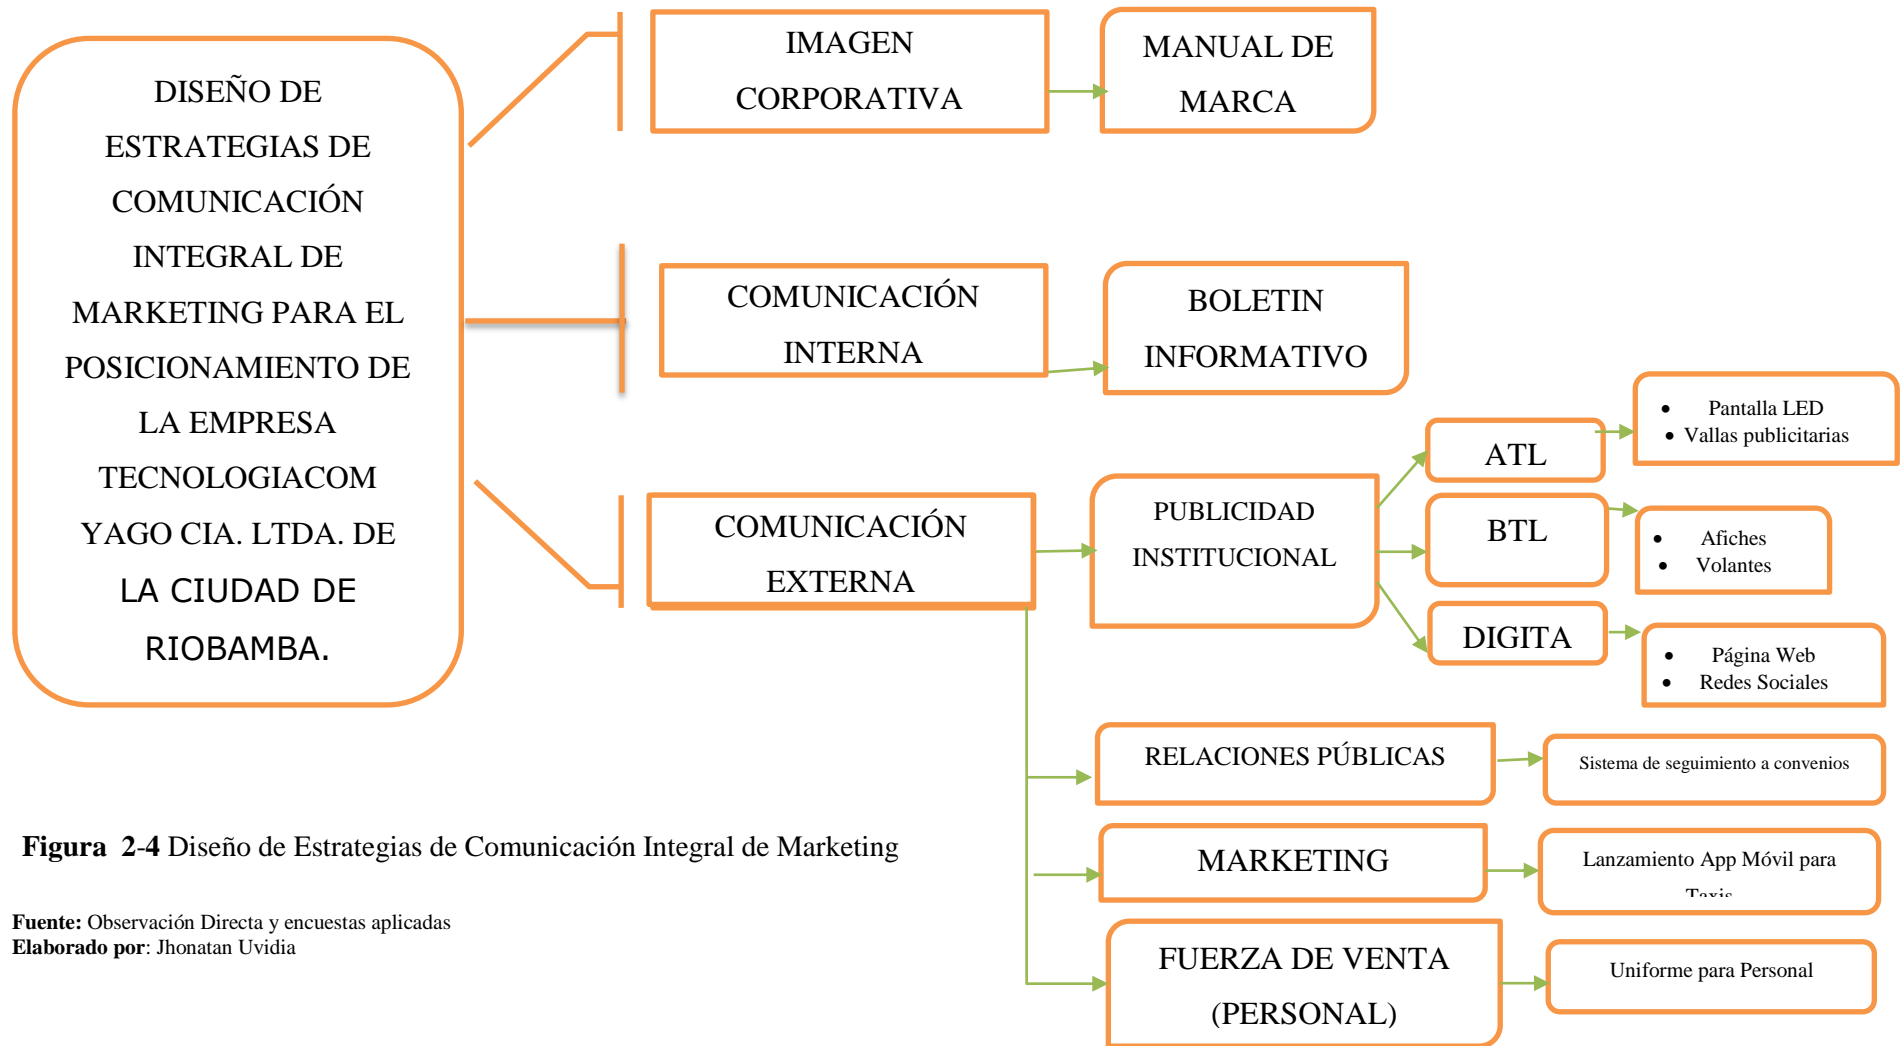 DISEÑO DE
ESTRATEGIAS DE
COMUNICACIÓN
INTEGRAL DE
MARKETING PARA EL
POSICIONAMIENTO DE
LA EMPRESA
TECNOLOGIACOM
YAGO CIA. LTDA. DE
LA CIUDAD DE
RIOBAMBA.
IMAGEN
CORPORATIVA
MANUAL DE
MARCA
COMUNICACIÓN
INTERNA
BOLETIN
INFORMATIVO
COMUNICACIÓN
EXTERNA
PUBLICIDAD
INSTITUCIONAL
ATL
• Pantalla LED
• Vallas publicitarias
BTL
• Afiches
• Volantes
DIGITA
• Página Web
• Redes Sociales
RELACIONES PÚBLICAS
Sistema de seguimiento a convenios
MARKETING
Lanzamiento App Móvil para
Taxis
FUERZA DE VENTA
(PERSONAL)
Uniforme para Personal
Figura 2-4 Diseño de Estrategias de Comunicación Integral de Marketing
Fuente: Observación Directa y encuestas aplicadas
Elaborado por: Jhonatan Uvidia